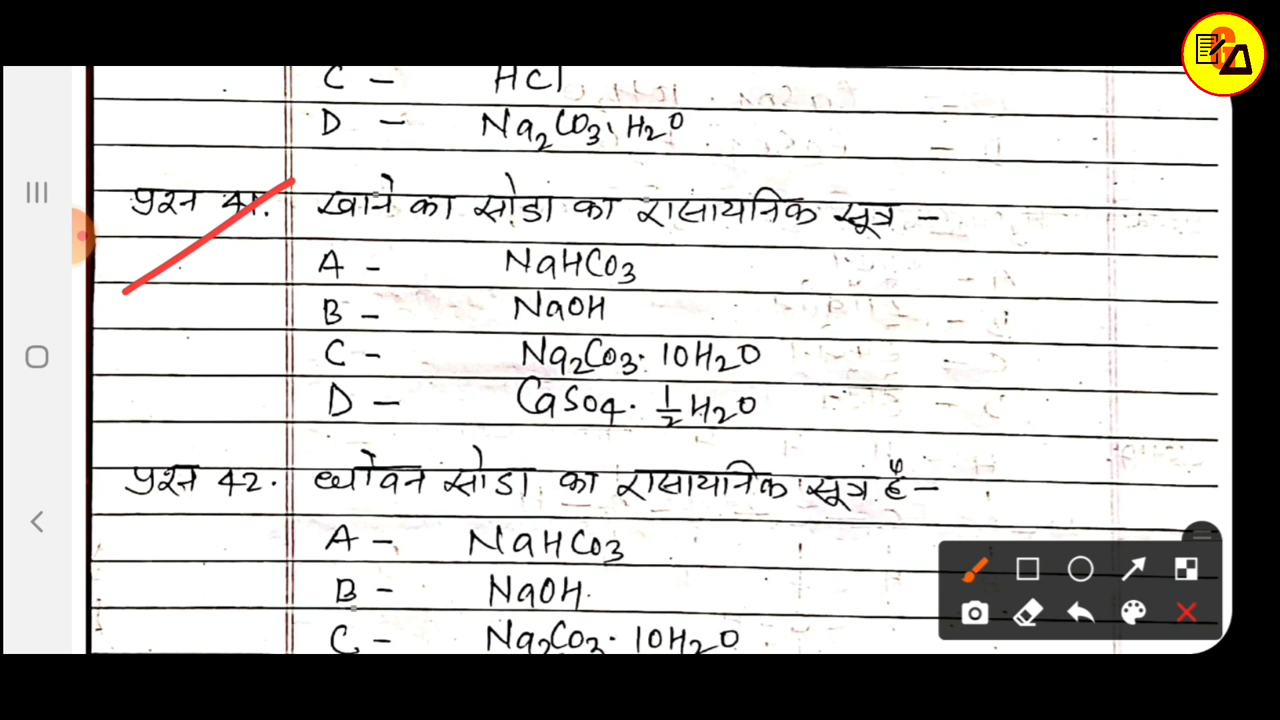 C - HCl
D - Na₂CO₃.H₂O
प्रश्न 41. खाने का सोडा का रासायनिक सूत्र -
A - NaHCO₃
B - NaOH
C - Na₂CO₃.10H₂O
D - CaSO₄.½H₂O
प्रश्न 42. धोवन सोडा का रासायनिक सूत्र है -
A - NaHCO₃
B - NaOH.
C - Na₂CO₃.10H₂O